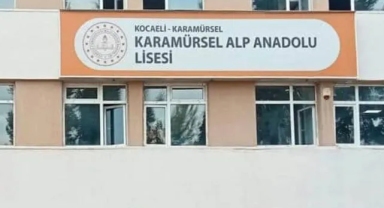 KOCAELİ - KARAMÜRSEL
KARAMÜRSEL ALP ANADOLU
LİSESİ